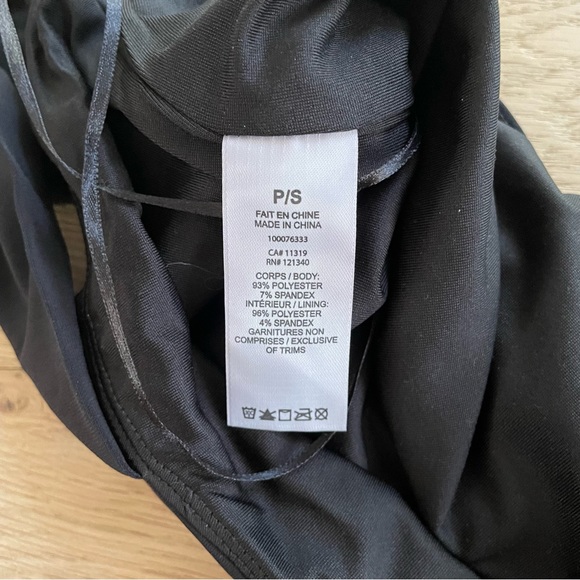 P/S
FAIT EN CHINE
MADE IN CHINA
100076333
CA# 11319
RN# 121340
CORPS / BODY:
93% POLYESTER
7% SPANDEX
INTÉRIEUR / LINING:
96% POLYESTER
4% SPANDEX
GARNITURES NON
COMPRISES / EXCLUSIVE
OF TRIMS